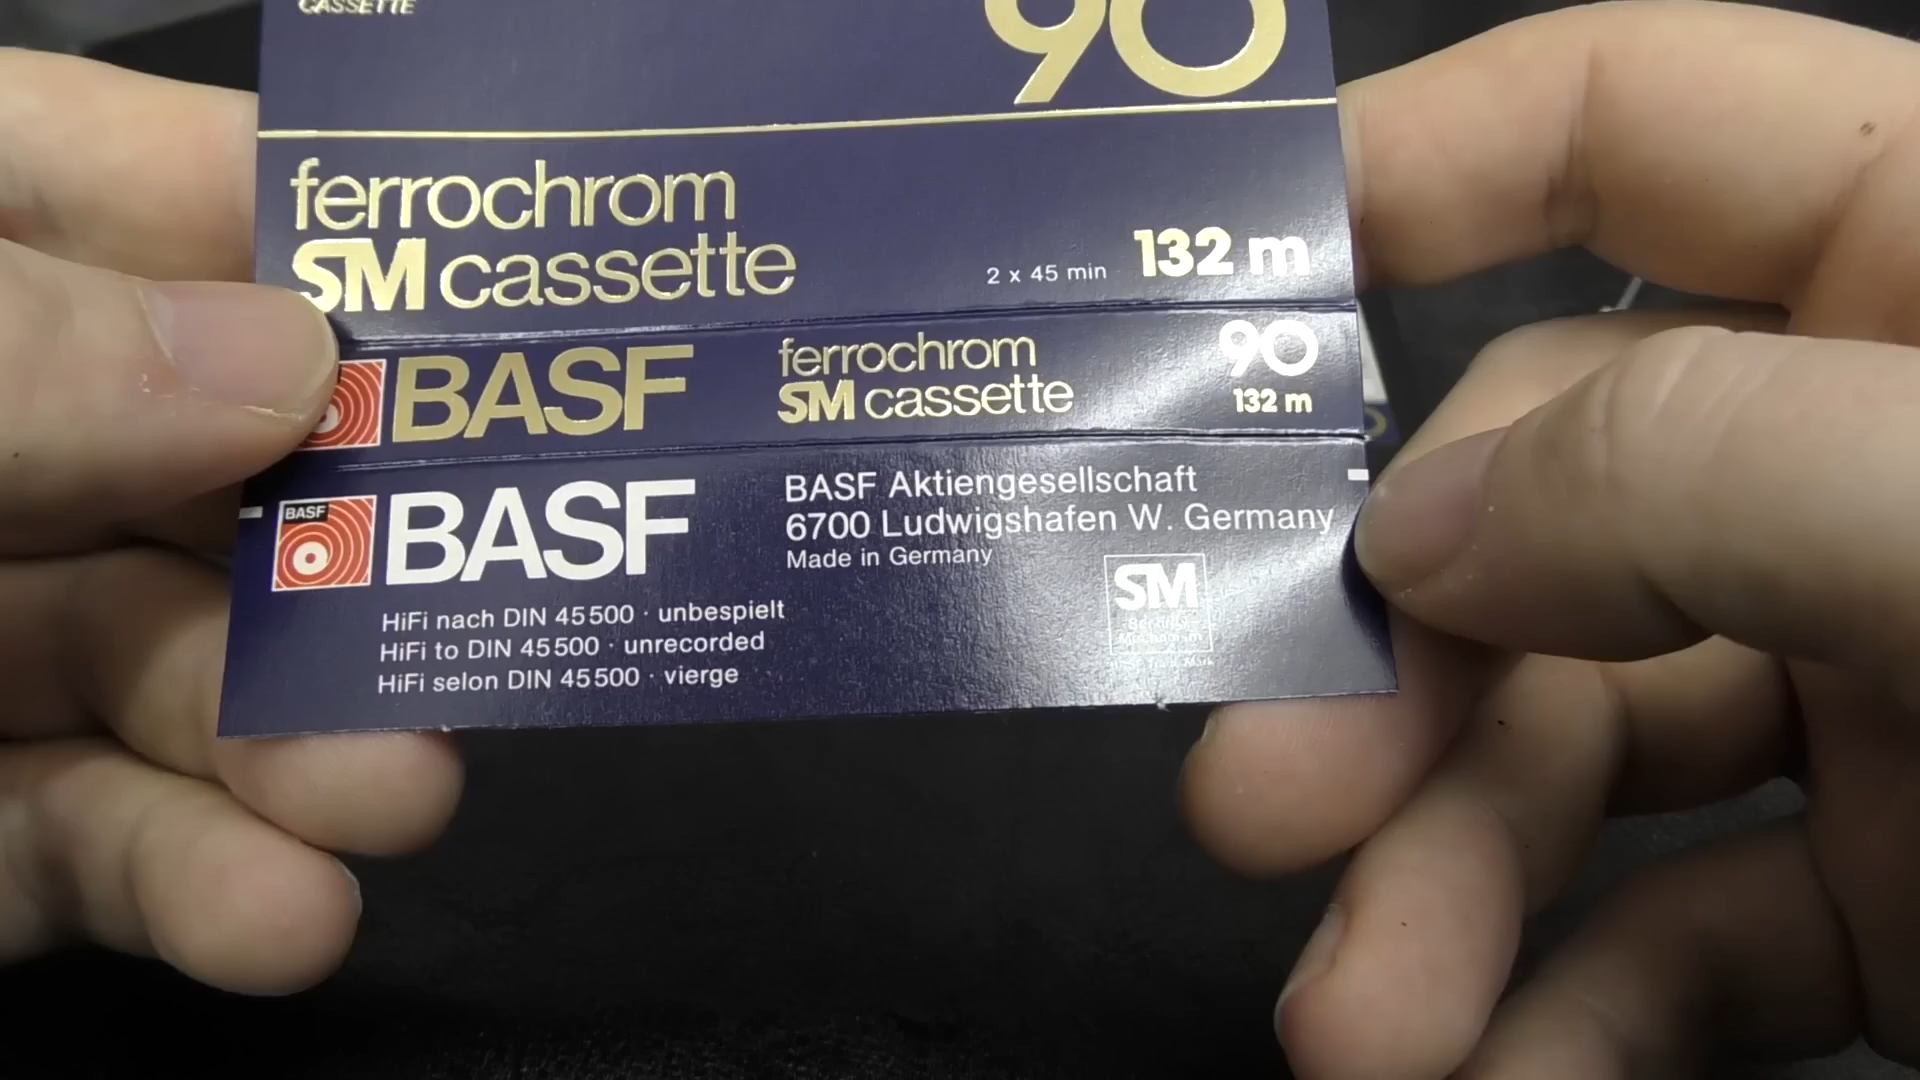 CASSETTE
90
ferrochrom
SM cassette
2 x 45 min 132 m
BASF
ferrochrom
SM cassette
90
132 m
BASF
BASF
BASF Aktiengesellschaft
6700 Ludwigshafen W. Germany
Made in Germany
SM
HiFi nach DIN 45500 · unbespielt
HiFi to DIN 45500 · unrecorded
HiFi selon DIN 45500 · vierge